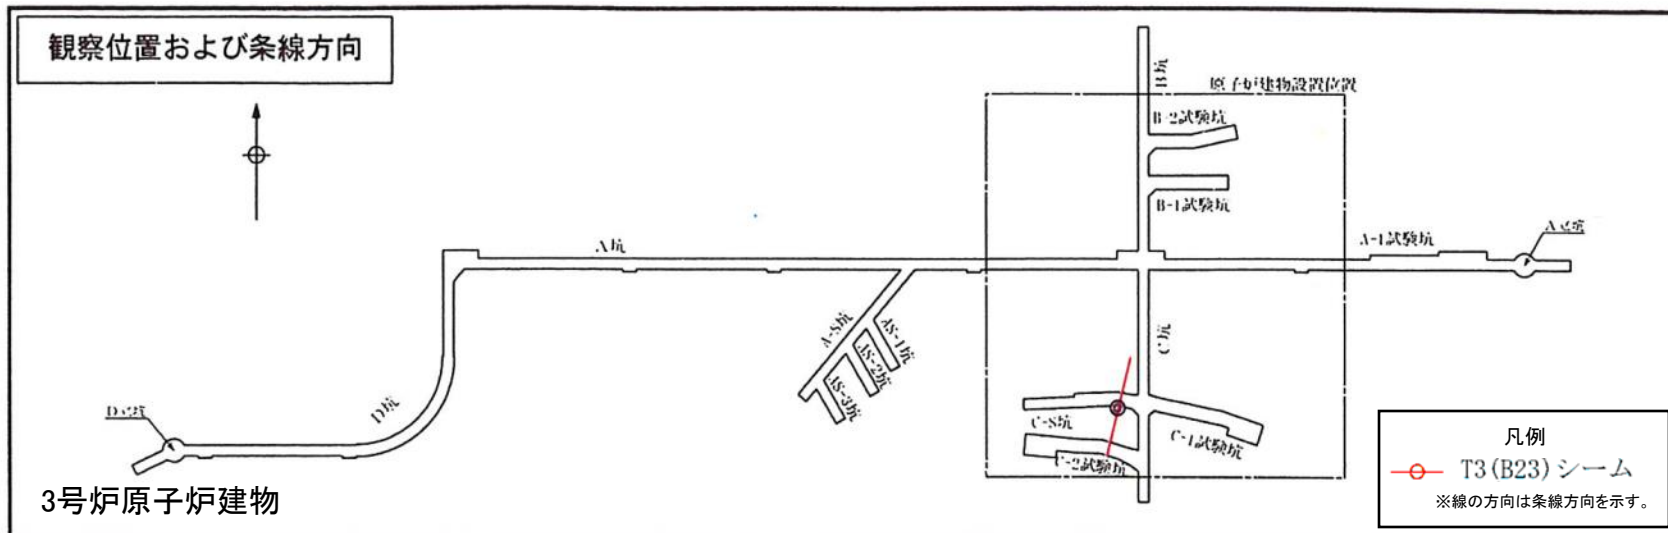 観察位置および条線方向
B坑
原子炉建物設置位置
B-2試験坑
B-1試験坑
A坑
A-1試験坑
A立坑
A-S坑
AS-1坑
AS-2坑
AS-3坑
C坑
D立坑
D坑
C-S坑
C-1試験坑
C-2試験坑
凡例
T3(B23)シーム
※線の方向は条線方向を示す。
3号炉原子炉建物